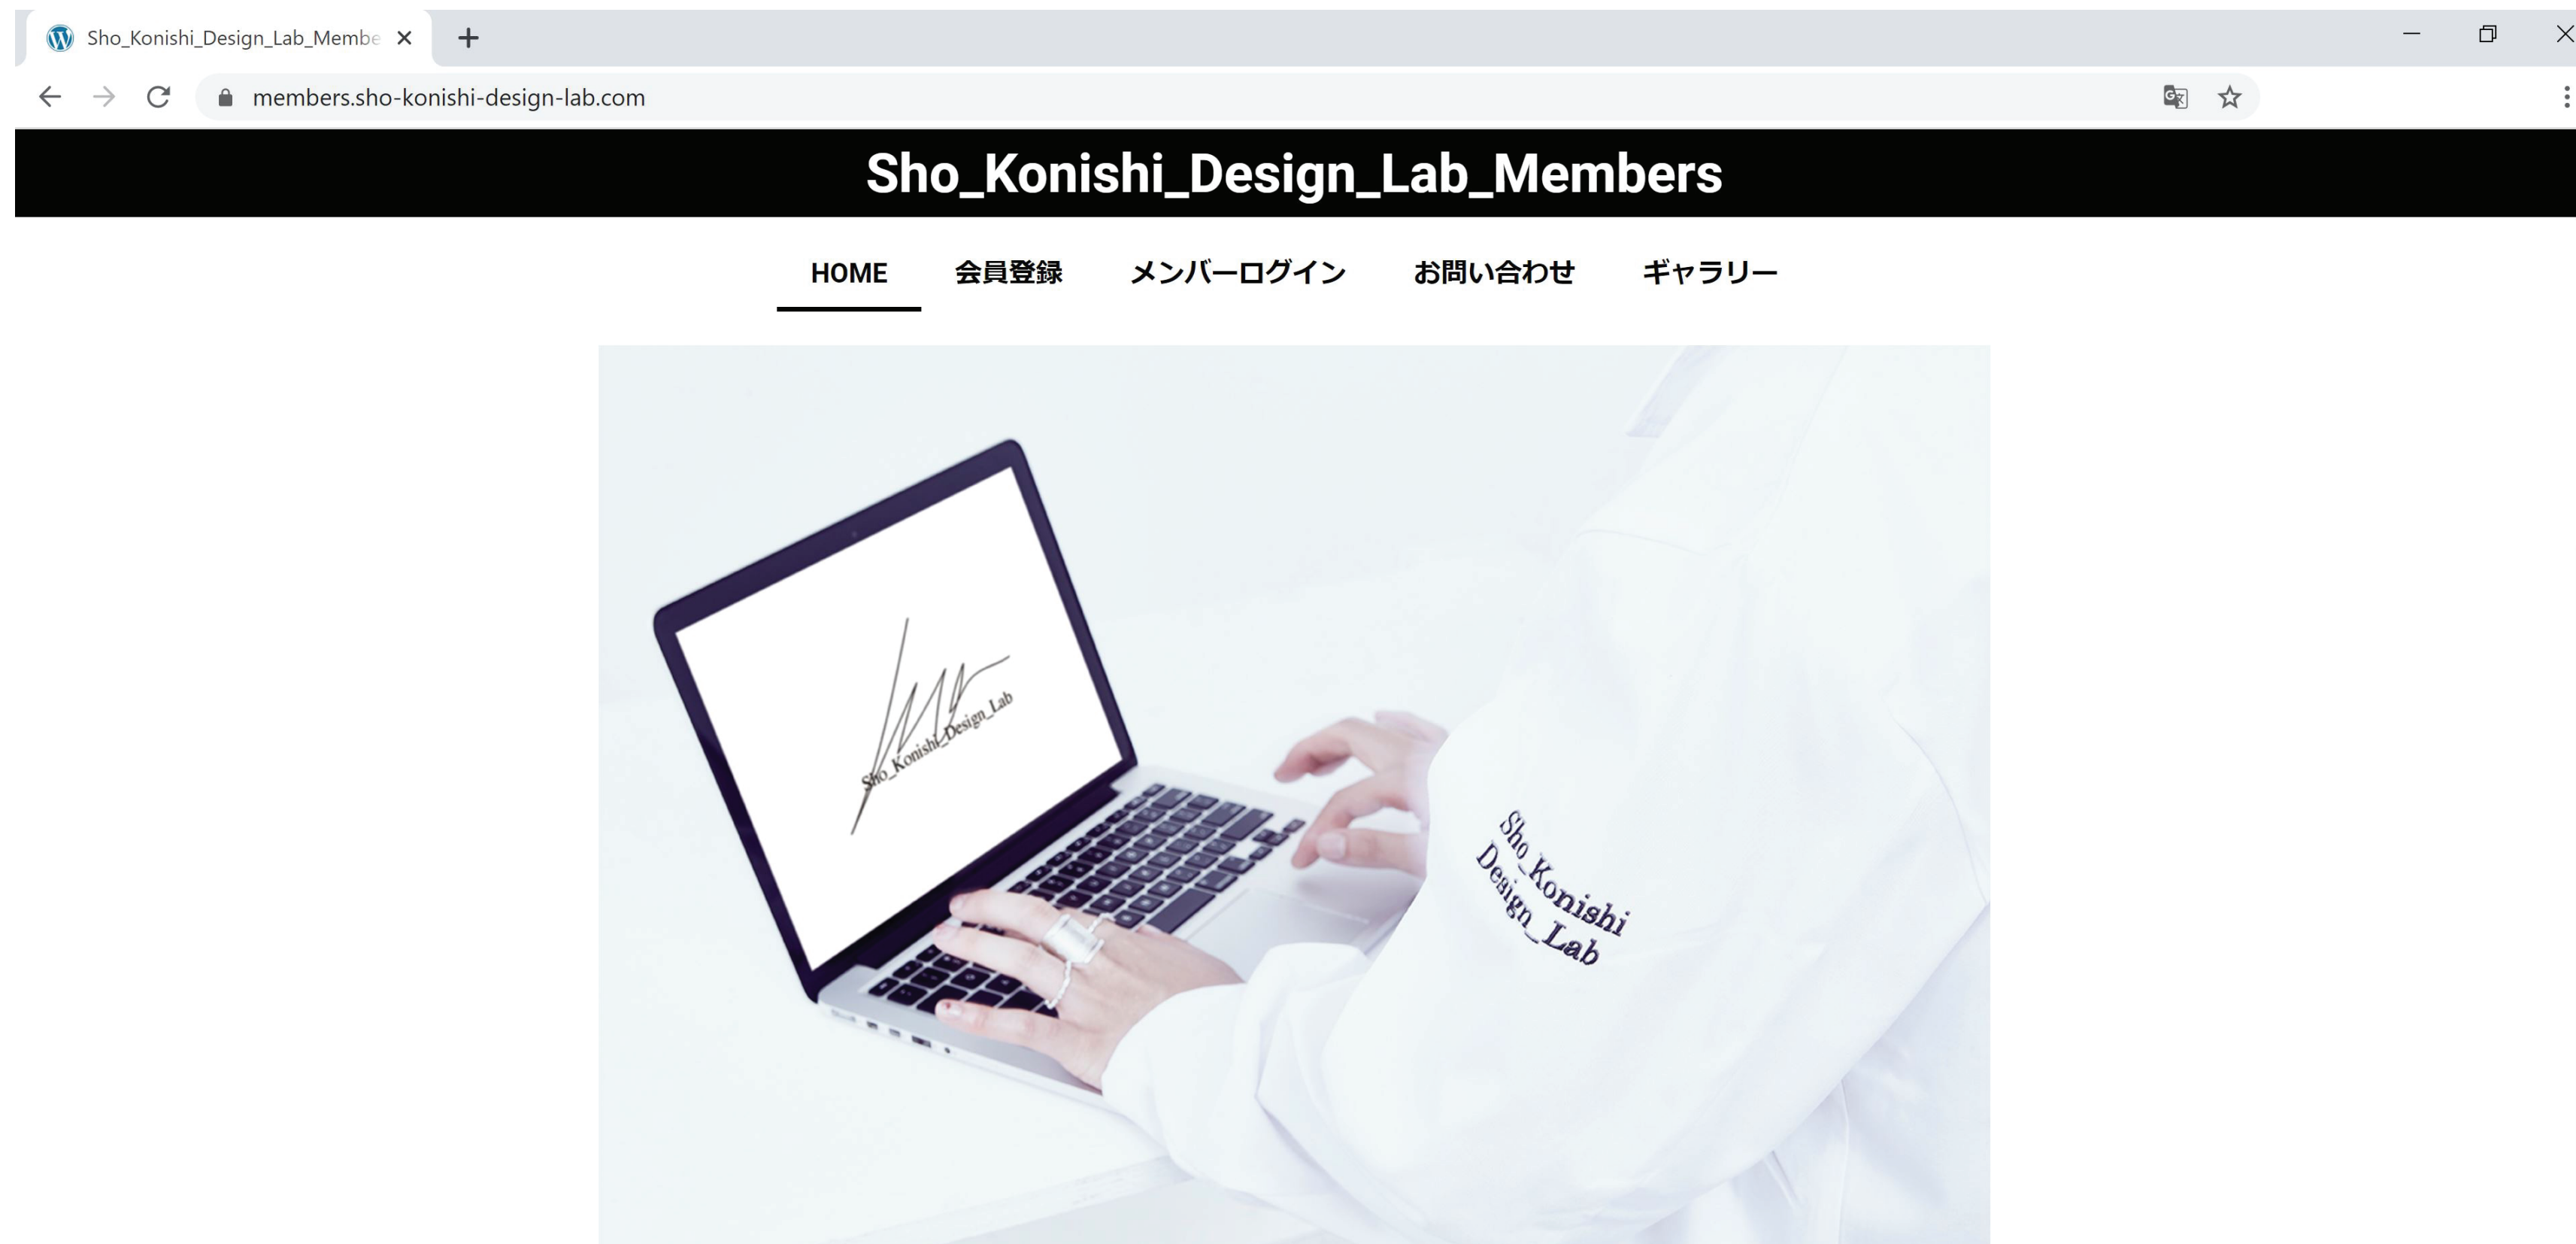 Sho_Konishi_Design_Lab_Membe
members.sho-konishi-design-lab.com
Sho_Konishi_Design_Lab_Members
HOME 会員登録 メンバーログイン お問い合わせ ギャラリー
Sho_Konishi_Design_Lab
Sho_Konishi
Design_Lab